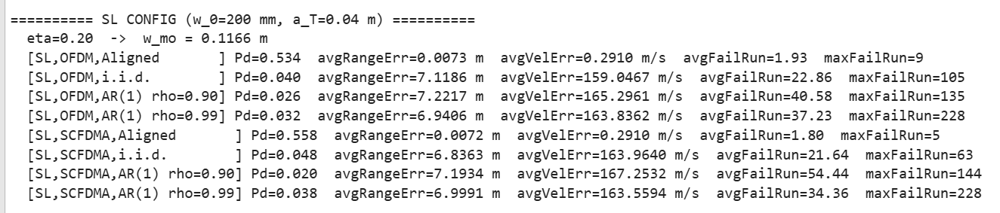 ========== SL CONFIG (w_0=200 mm, a_T=0.04 m) ==========
eta=0.20 -> w_mo = 0.1166 m
[SL,OFDM,Aligned ] Pd=0.534 avgRangeErr=0.0073 m avgVelErr=0.2910 m/s avgFailRun=1.93 maxFailRun=9
[SL,OFDM,i.i.d. ] Pd=0.040 avgRangeErr=7.1186 m avgVelErr=159.0467 m/s avgFailRun=22.86 maxFailRun=105
[SL,OFDM,AR(1) rho=0.90] Pd=0.026 avgRangeErr=7.2217 m avgVelErr=165.2961 m/s avgFailRun=40.58 maxFailRun=135
[SL,OFDM,AR(1) rho=0.99] Pd=0.032 avgRangeErr=6.9406 m avgVelErr=163.8362 m/s avgFailRun=37.23 maxFailRun=228
[SL,SCFDMA,Aligned ] Pd=0.558 avgRangeErr=0.0072 m avgVelErr=0.2910 m/s avgFailRun=1.80 maxFailRun=5
[SL,SCFDMA,i.i.d. ] Pd=0.048 avgRangeErr=6.8363 m avgVelErr=163.9640 m/s avgFailRun=21.64 maxFailRun=63
[SL,SCFDMA,AR(1) rho=0.90] Pd=0.020 avgRangeErr=7.1934 m avgVelErr=167.2532 m/s avgFailRun=54.44 maxFailRun=144
[SL,SCFDMA,AR(1) rho=0.99] Pd=0.038 avgRangeErr=6.9991 m avgVelErr=163.5594 m/s avgFailRun=34.36 maxFailRun=228